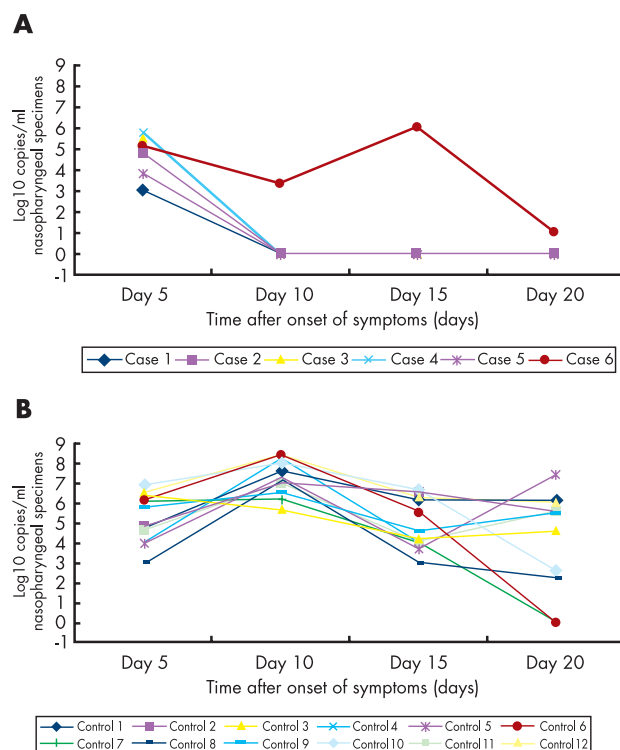 A
Log10 copies/ml
nasopharyngeal specimens
9
8
7
6
5
4
3
2
1
0
-1
Day 5 Day 10 Day 15 Day 20
Time after onset of symptoms (days)
Case 1 Case 2 Case 3 Case 4 Case 5 Case 6
B
Log10 copies/ml
nasopharyngeal specimens
9
8
7
6
5
4
3
2
1
0
-1
Day 5 Day 10 Day 15 Day 20
Time after onset of symptoms (days)
Control 1 Control 2 Control 3 Control 4 Control 5 Control 6
Control 7 Control 8 Control 9 Control 10 Control 11 Control 12